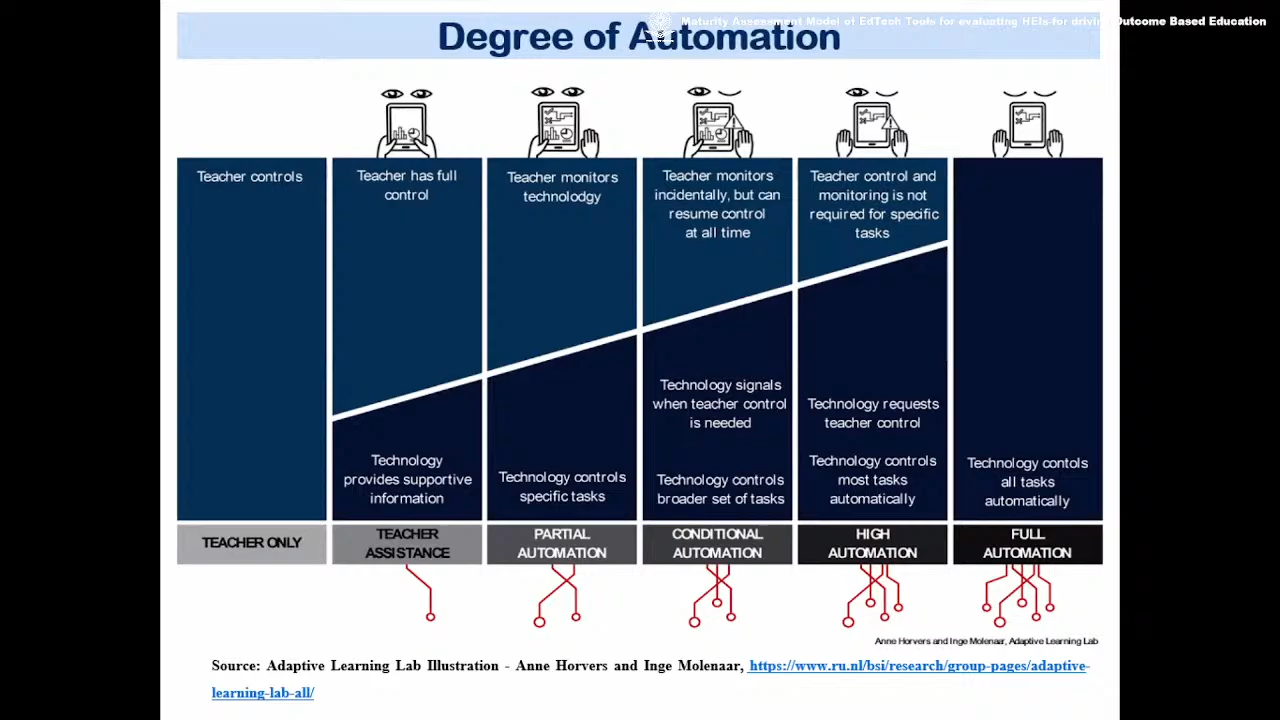 Maturity Assessment Model of EdTech Tools for evaluating HEIs for driving Outcome Based Education
Degree of Automation
Teacher controls
Teacher has full
control
Teacher monitors
technolodgy
Teacher monitors
incidentally, but can
resume control
at all time
Teacher control and
monitoring is not
required for specific
tasks
Technology
provides supportive
information
Technology controls
specific tasks
Technology signals
when teacher control
is needed
Technology controls
broader set of tasks
Technology requests
teacher control
Technology controls
most tasks
automatically
Technology contols
all tasks
automatically
TEACHER ONLY
TEACHER
ASSISTANCE
PARTIAL
AUTOMATION
CONDITIONAL
AUTOMATION
HIGH
AUTOMATION
FULL
AUTOMATION
Anne Horvers and Inge Molenaar, Adaptive Learning Lab
Source: Adaptive Learning Lab Illustration - Anne Horvers and Inge Molenaar, https://www.ru.nl/bsi/research/group-pages/adaptive-
learning-lab-all/